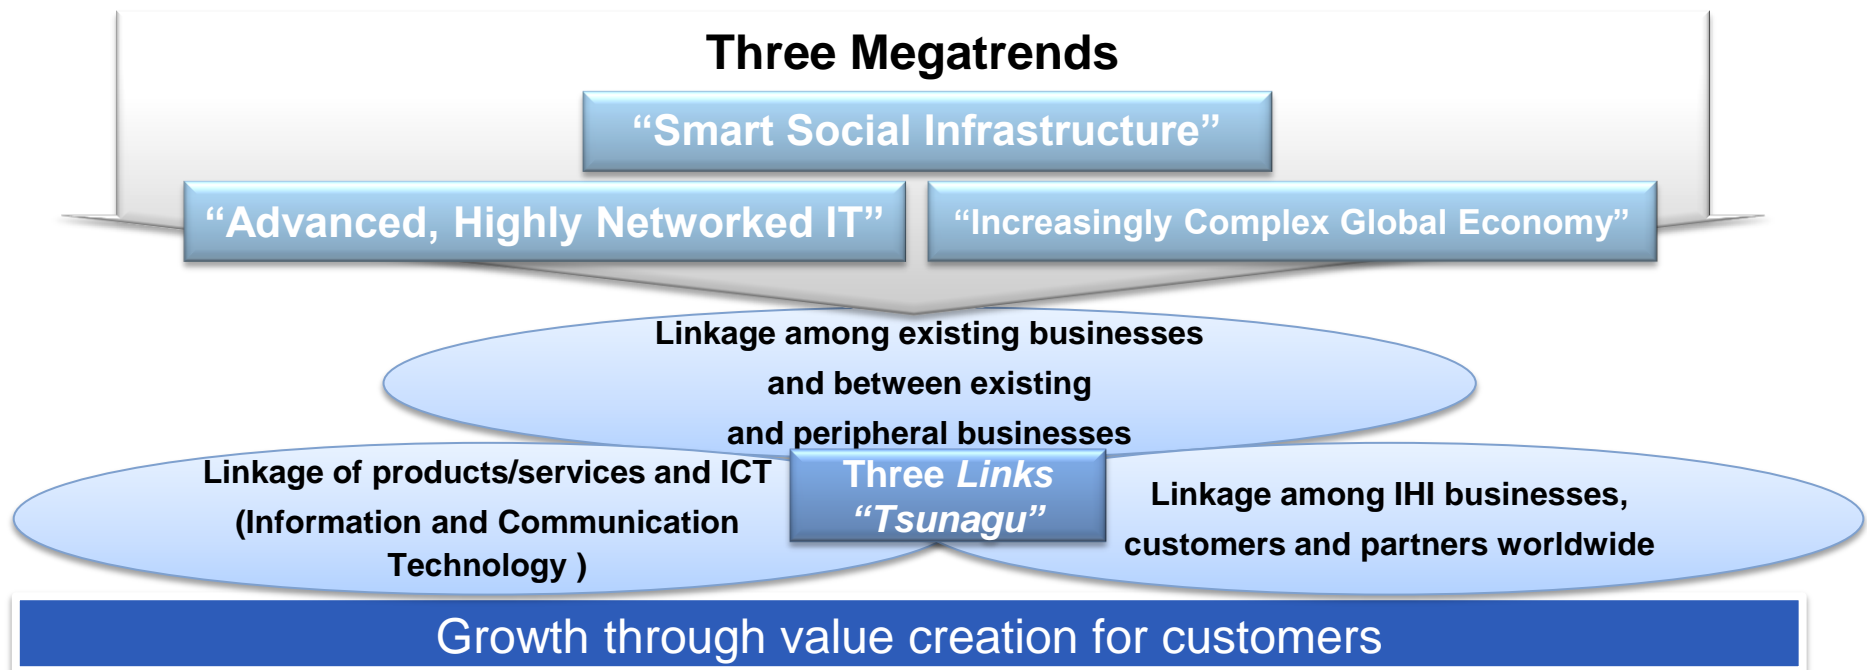 Three Megatrends
“Smart Social Infrastructure”
“Advanced, Highly Networked IT”
“Increasingly Complex Global Economy”
Linkage among existing businesses
and between existing
and peripheral businesses
Linkage of products/services and ICT
(Information and Communication
Technology )
Three Links
“Tsunagu”
Linkage among IHI businesses,
customers and partners worldwide
Growth through value creation for customers